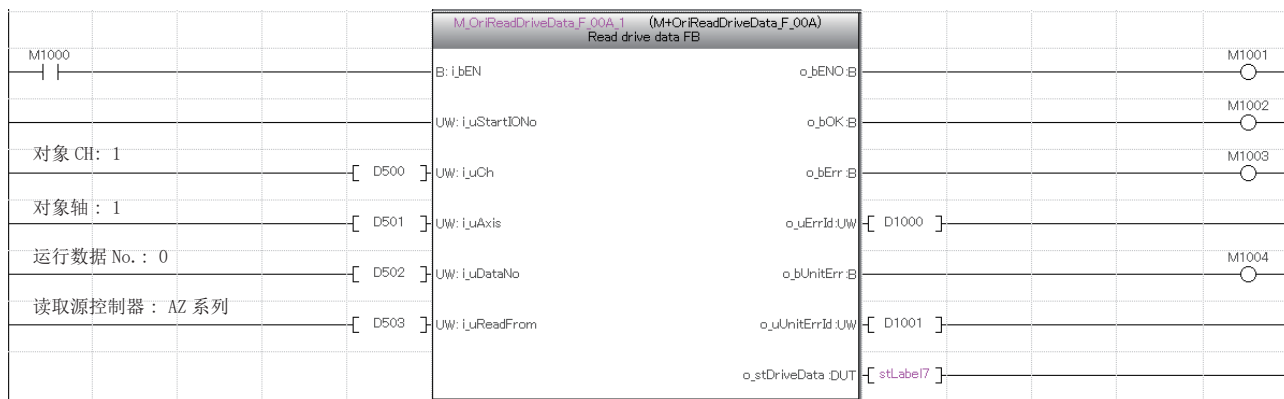 M_OriReadDriveData_F_00A_1 (M+OriReadDriveData_F_00A)
Read drive data FB
M1000
B: i_bEN
o_bENO:B
M1001
UW: i_uStartIONo
o_bOK:B
M1002
对象 CH: 1
D500
UW: i_uCh
o_bErr:B
M1003
对象轴: 1
D501
UW: i_uAxis
o_uErrId:UW
D1000
运行数据 No.: 0
D502
UW: i_uDataNo
o_bUnitErr:B
M1004
读取源控制器: AZ 系列
D503
UW: i_uReadFrom
o_uUnitErrId:UW
D1001
o_stDriveData:DUT
stLabel7